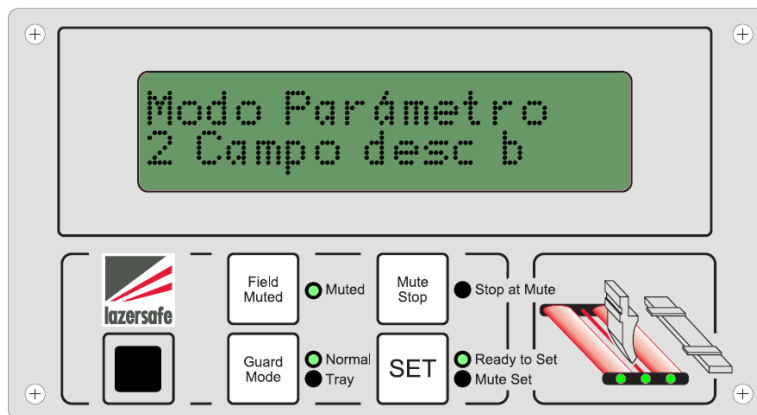 Modo Parámetro
2 Campo desc b
lazersafe
Field
Muted
Muted
Mute
Stop
Stop at Mute
Guard
Mode
Normal
Tray
SET
Ready to Set
Mute Set